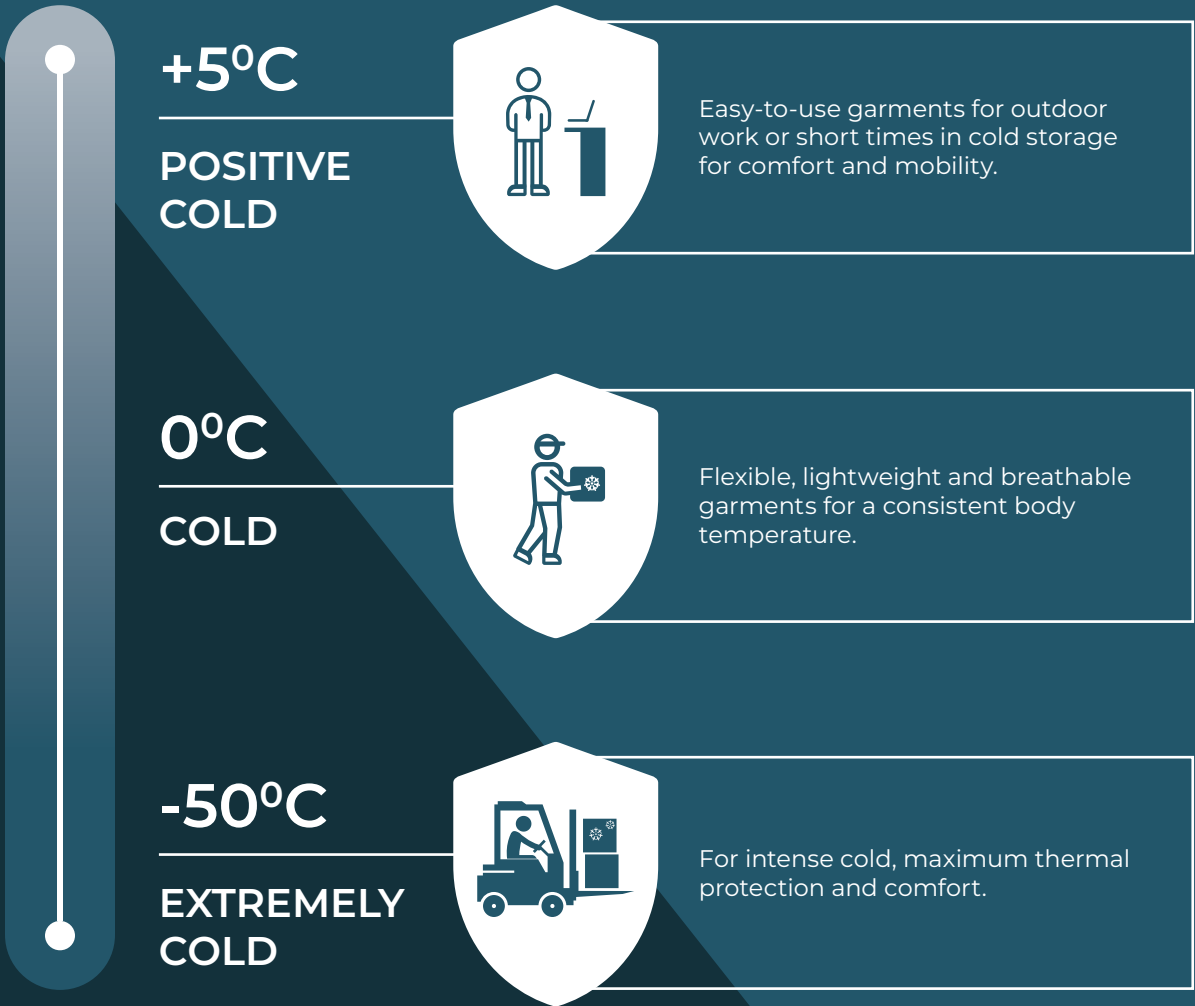 +5⁰C
POSITIVE
COLD
Easy-to-use garments for outdoor
work or short times in cold storage
for comfort and mobility.
0⁰C
COLD
Flexible, lightweight and breathable
garments for a consistent body
temperature.
-50⁰C
EXTREMELY
COLD
For intense cold, maximum thermal
protection and comfort.